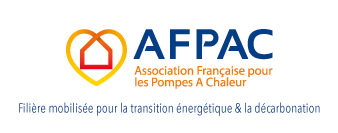 AFPAC
Association Française pour
les Pompes A Chaleur
Filière mobilisée pour la transition énergétique & la décarbonation